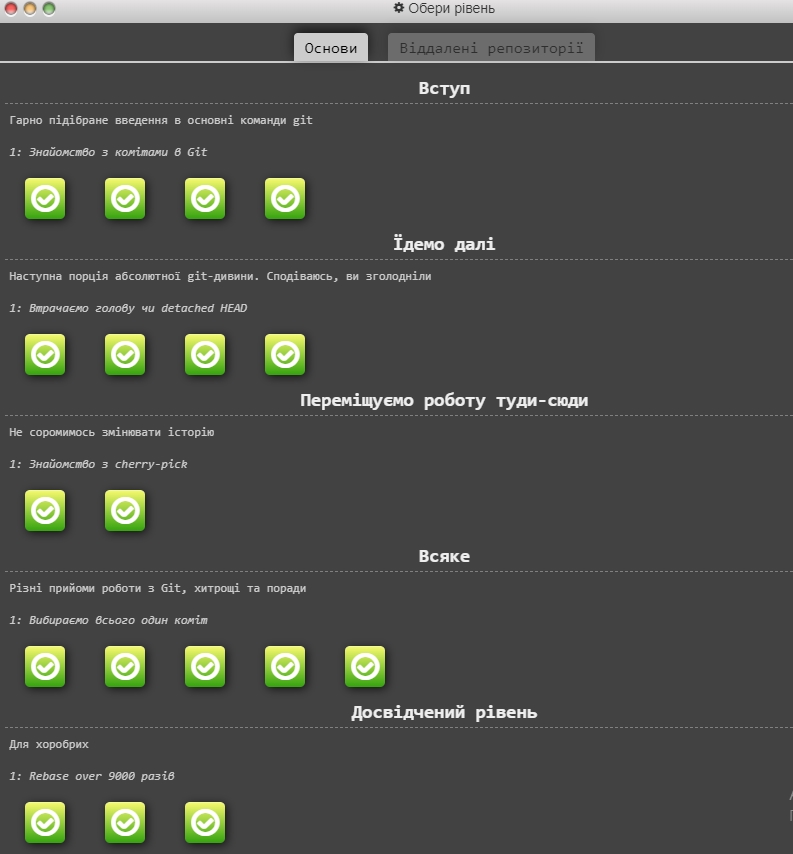 Обери рівень
Основи
Віддалені репозиторії
Вступ
Гарно підібране введення в основні команди git
1: Знайомство з комітами в Git
Їдемо далі
Наступна порція абсолютної git-дивини. Сподіваюсь, ви зголодніли
1: Втрачаємо голову чи detached HEAD
Переміщуємо роботу туди-сюди
Не соромимось змінювати історію
1: Знайомство з cherry-pick
Всяке
Різні прийоми роботи з Git, хитрощі та поради
1: Вибираємо всього один коміт
Досвідчений рівень
Для хоробрих
1: Rebase over 9000 разів